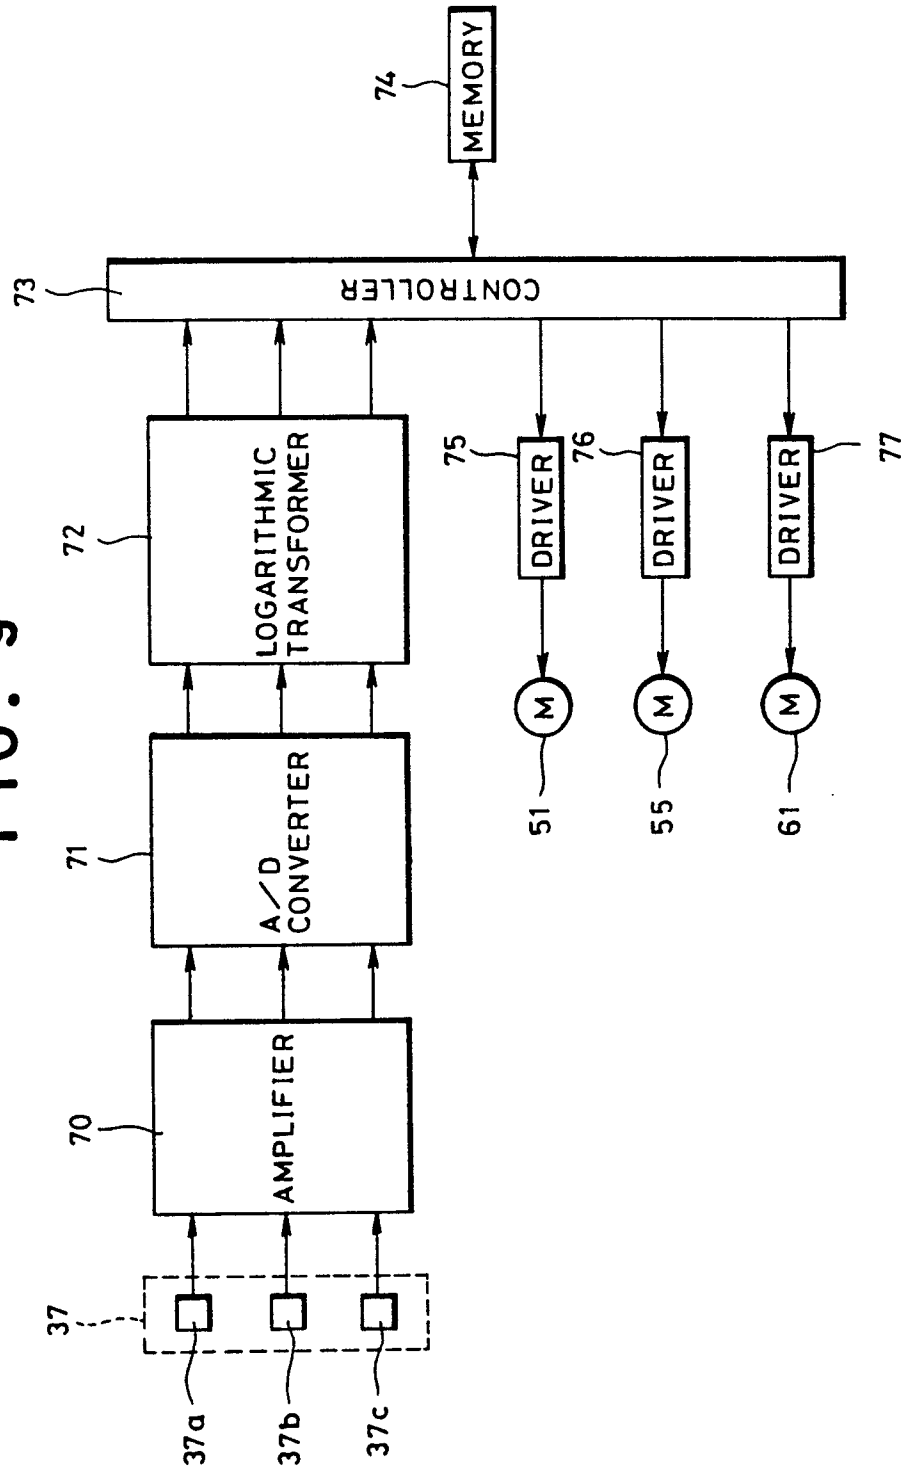 FIG. 9
37
37a
37b
37c
70
AMPLIFIER
71
A/D
CONVERTER
72
LOGARITHMIC
TRANSFORMER
73
CONTROLLER
74
MEMORY
75
DRIVER
M
51
76
DRIVER
M
55
77
DRIVER
M
61